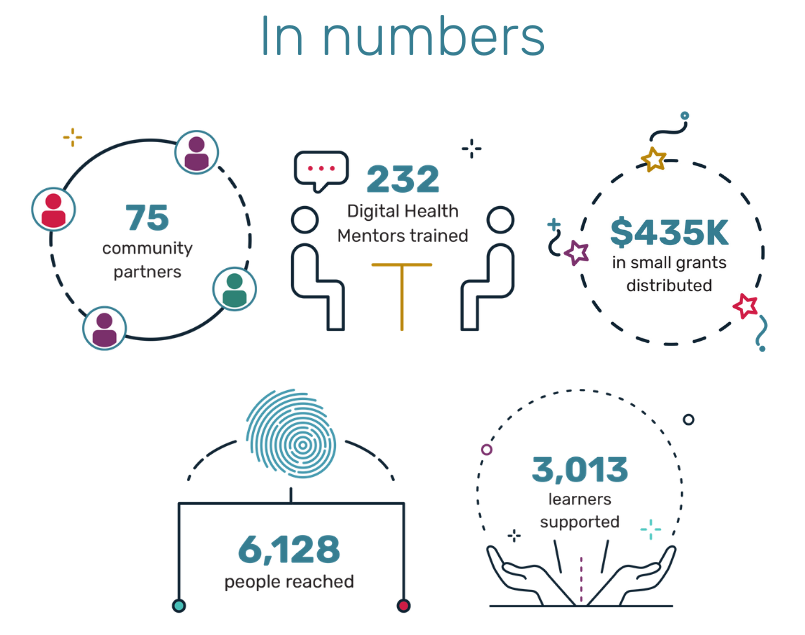 In numbers
75
community
partners
232
Digital Health
Mentors trained
$435K
in small grants
distributed
6,128
people reached
3,013
learners
supported